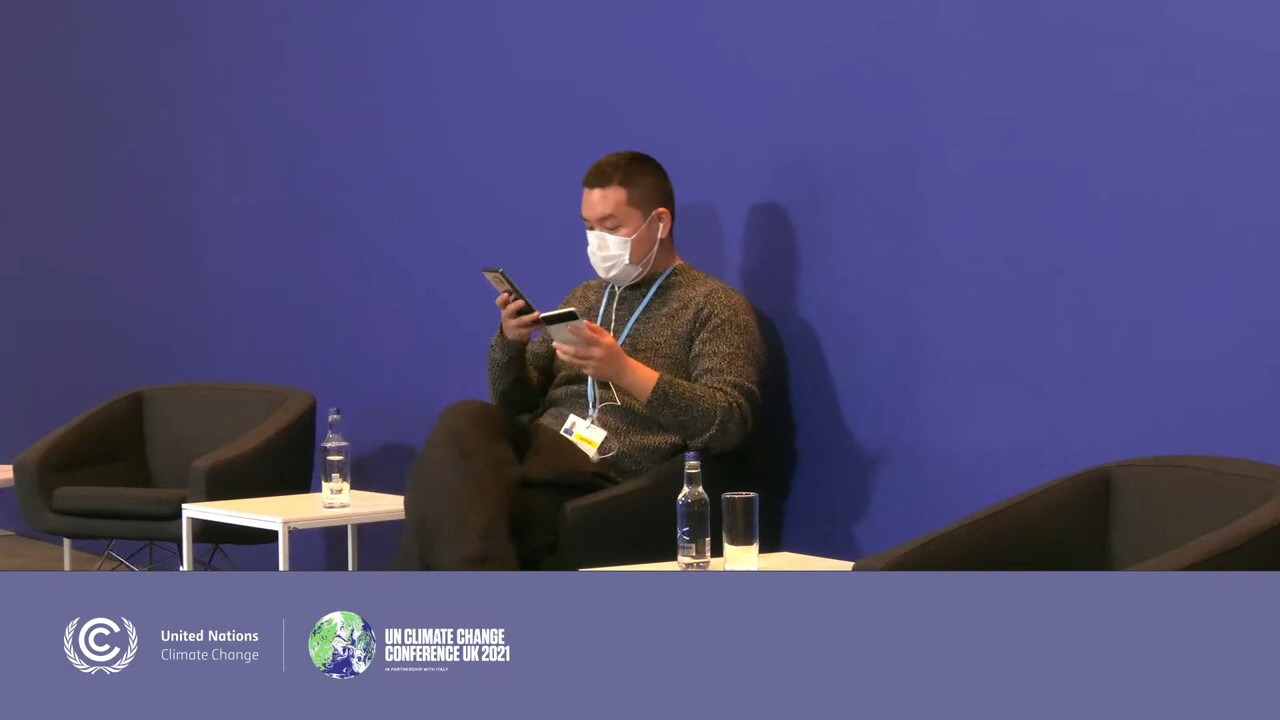 United Nations
Climate Change
UN CLIMATE CHANGE
CONFERENCE UK 2021
IN PARTNERSHIP WITH ITALY